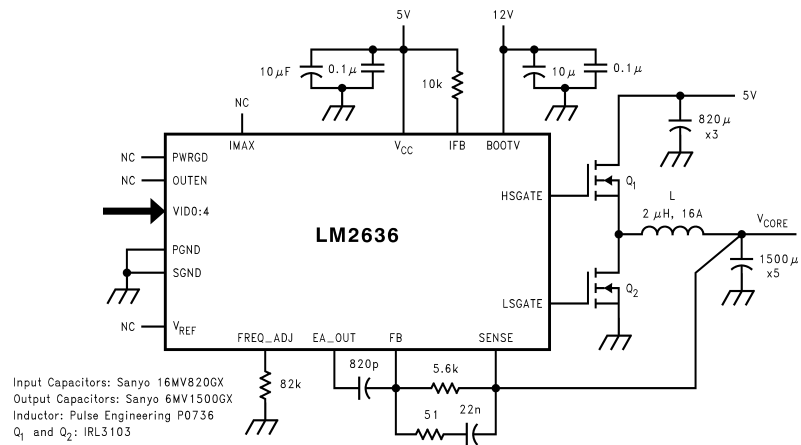 5V
12V
10μF
0.1μ
10k
10μ
0.1μ
5V
820μ
x3
NC
IMAX
VCC
IFB
BOOTV
NC
PWRGD
NC
OUTEN
VID0:4
HSGATE
Q1
L
2 μH, 16A
VCORE
LM2636
PGND
SGND
1500μ
x5
LSGATE
Q2
NC
VREF
FREQ_ADJ
EA_OUT
FB
SENSE
820p
5.6k
82k
51
22n
Input Capacitors: Sanyo 16MV820GX
Output Capacitors: Sanyo 6MV1500GX
Inductor: Pulse Engineering P0736
Q1 and Q2: IRL3103